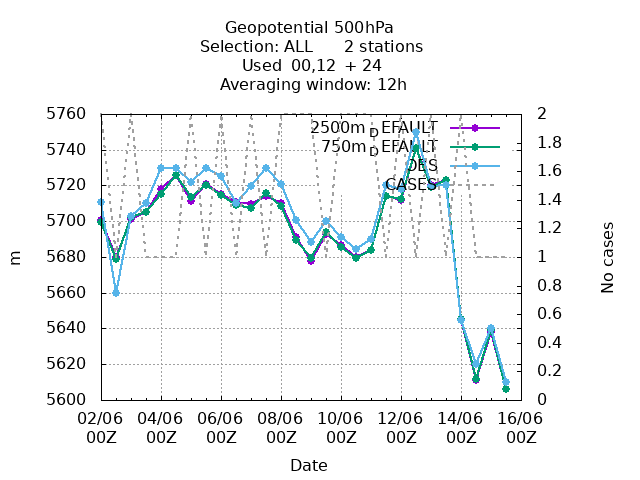 Geopotential 500hPa
Selection: ALL 2 stations
Used 00,12 + 24
Averaging window: 12h
2500m_DEFAULT
750m_DEFAULT
OBS
CASES
5760
5740
5720
5700
5680
5660
5640
5620
5600
m
2
1.8
1.6
1.4
1.2
1
0.8
0.6
0.4
0.2
0
No cases
02/06 04/06 06/06 08/06 10/06 12/06 14/06 16/06
00Z 00Z 00Z 00Z 00Z 00Z 00Z 00Z
Date